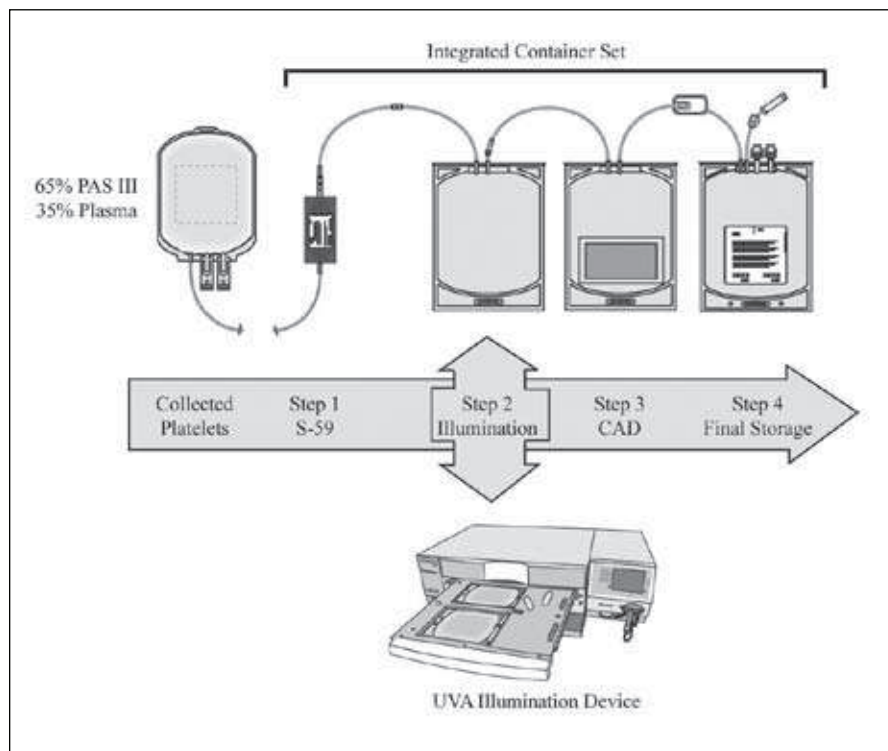 Integrated Container Set
65% PAS III
35% Plasma
Collected
Platelets
Step 1
S-59
Step 2
Illumination
Step 3
CAD
Step 4
Final Storage
UVA Illumination Device